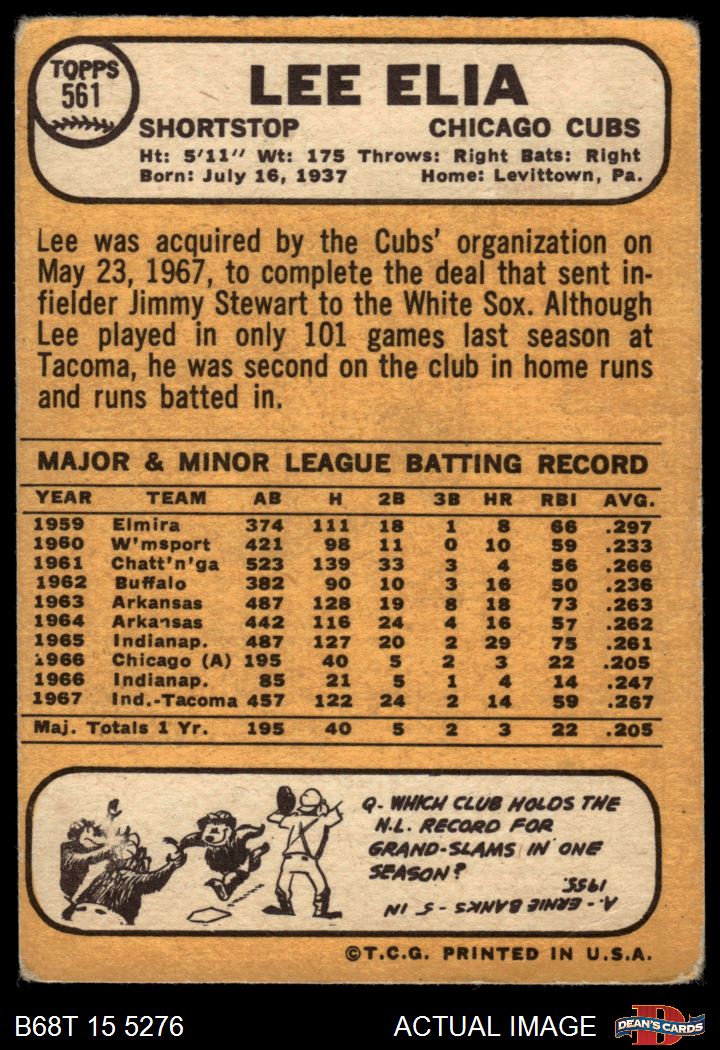 TOPPS
561
LEE ELIA
SHORTSTOP CHICAGO CUBS
Ht: 5'11" Wt: 175 Throws: Right Bats: Right
Born: July 16, 1937 Home: Levittown, Pa.
Lee was acquired by the Cubs' organization on
May 23, 1967, to complete the deal that sent in-
fielder Jimmy Stewart to the White Sox. Although
Lee played in only 101 games last season at
Tacoma, he was second on the club in home runs
and runs batted in.
MAJOR & MINOR LEAGUE BATTING RECORD
YEAR TEAM AB H 2B 3B HR RBI AVG.
1959 Elmira 374 111 18 1 8 66 .297
1960 W'msport 421 98 11 0 10 59 .233
1961 Chatt'n'ga 523 139 33 3 4 56 .266
1962 Buffalo 382 90 10 3 16 50 .236
1963 Arkansas 487 128 19 8 18 73 .263
1964 Arkansas 442 116 24 4 16 57 .262
1965 Indianap. 487 127 20 2 29 75 .261
1966 Chicago (A) 195 40 5 2 3 22 .205
1966 Indianap. 85 21 5 1 4 14 .247
1967 Ind.-Tacoma 457 122 24 2 14 59 .267
Maj. Totals 1 Yr. 195 40 5 2 3 22 .205
Q- WHICH CLUB HOLDS THE
N.L. RECORD FOR
GRAND-SLAMS IN ONE
SEASON?
A- ERNIE BANKS - 5 IN
1955.
©T.C.G. PRINTED IN U.S.A.
B68T 15 5276 ACTUAL IMAGE
D
DEAN'S CARDS